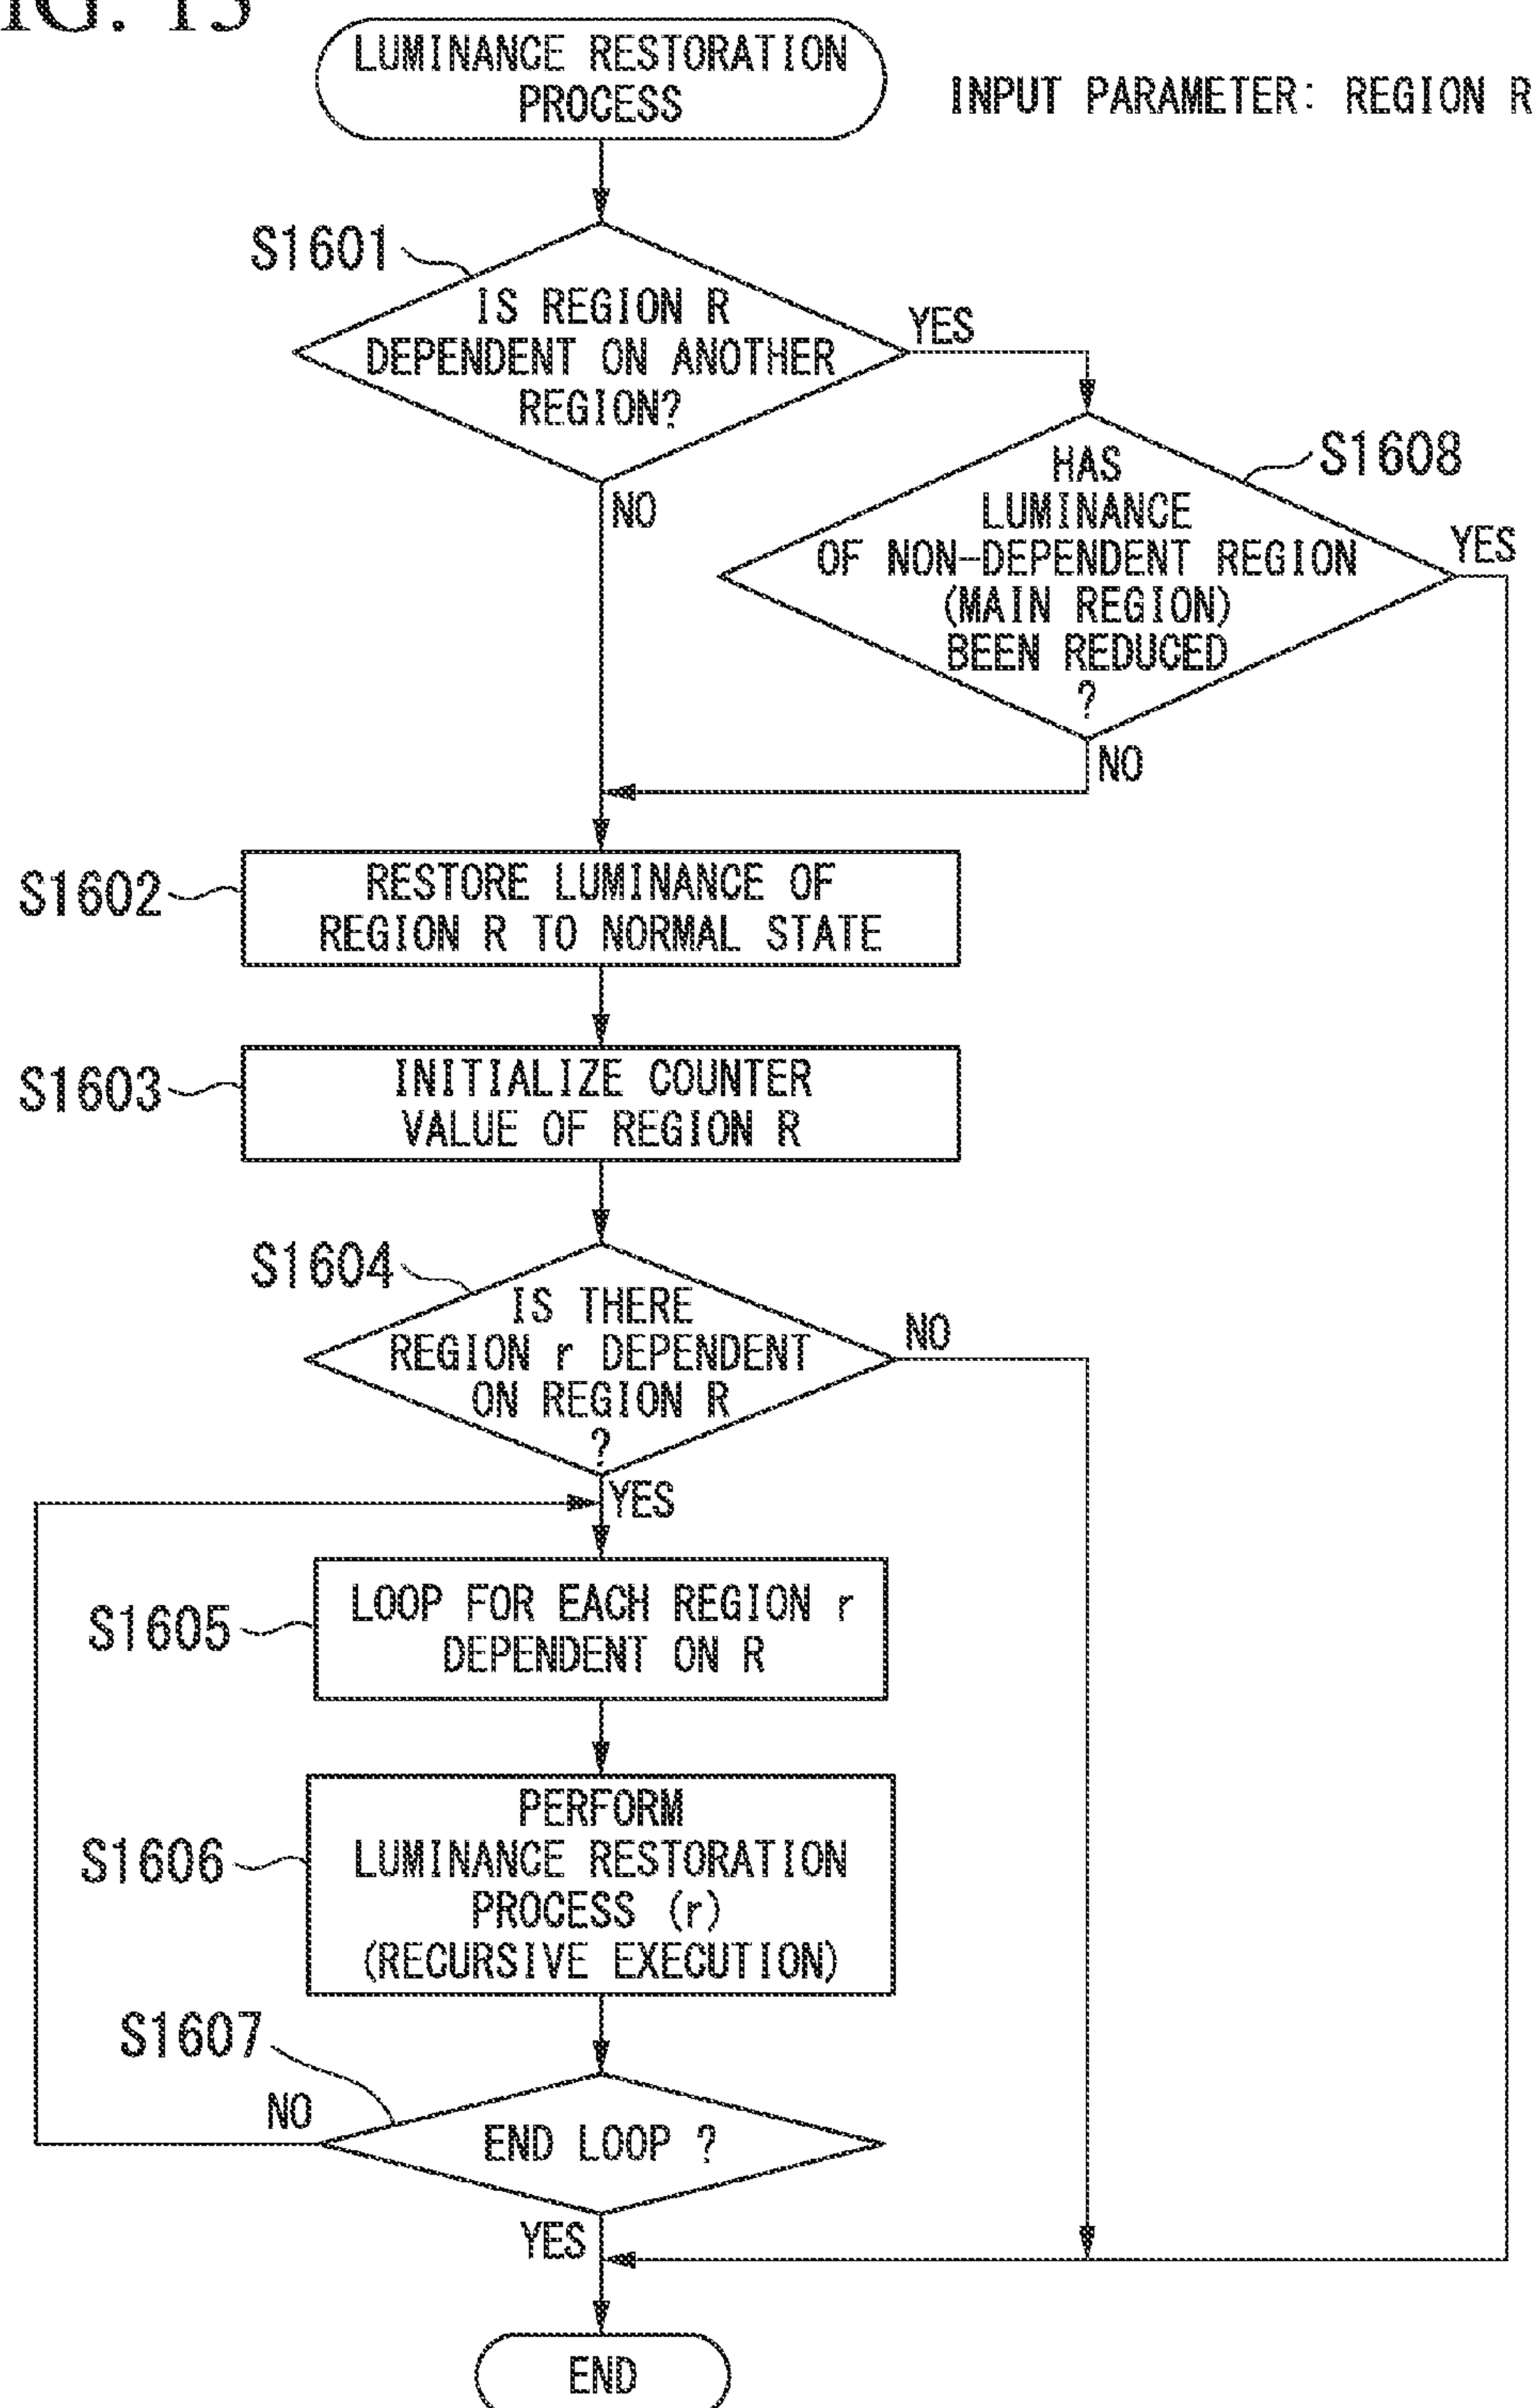 LUMINANCE RESTORATION
PROCESS
INPUT PARAMETER: REGION R
S1601
IS REGION R
DEPENDENT ON ANOTHER
REGION?
YES
NO
S1608
HAS
LUMINANCE
OF NON-DEPENDENT REGION
(MAIN REGION)
BEEN REDUCED
?
YES
NO
S1602
RESTORE LUMINANCE OF
REGION R TO NORMAL STATE
S1603
INITIALIZE COUNTER
VALUE OF REGION R
S1604
IS THERE
REGION r DEPENDENT
ON REGION R
?
NO
YES
S1605
LOOP FOR EACH REGION r
DEPENDENT ON R
S1606
PERFORM
LUMINANCE RESTORATION
PROCESS (r)
(RECURSIVE EXECUTION)
S1607
NO
END LOOP ?
YES
END